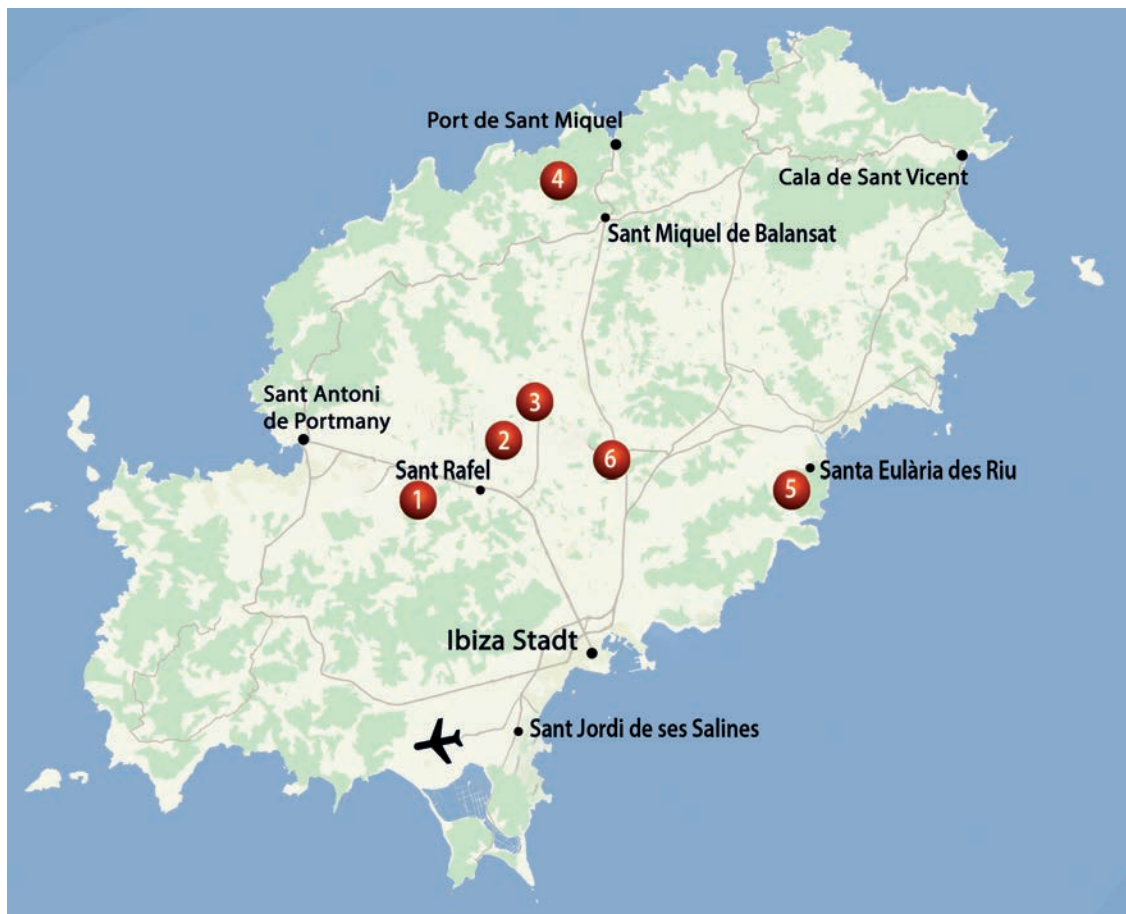 Port de Sant Miquel
4
Cala de Sant Vicent
Sant Miquel de Balansat
Sant Antoni
de Portmany
3
2
6
Sant Rafel
Santa Eulària des Riu
1
5
Ibiza Stadt
Sant Jordi de ses Salines